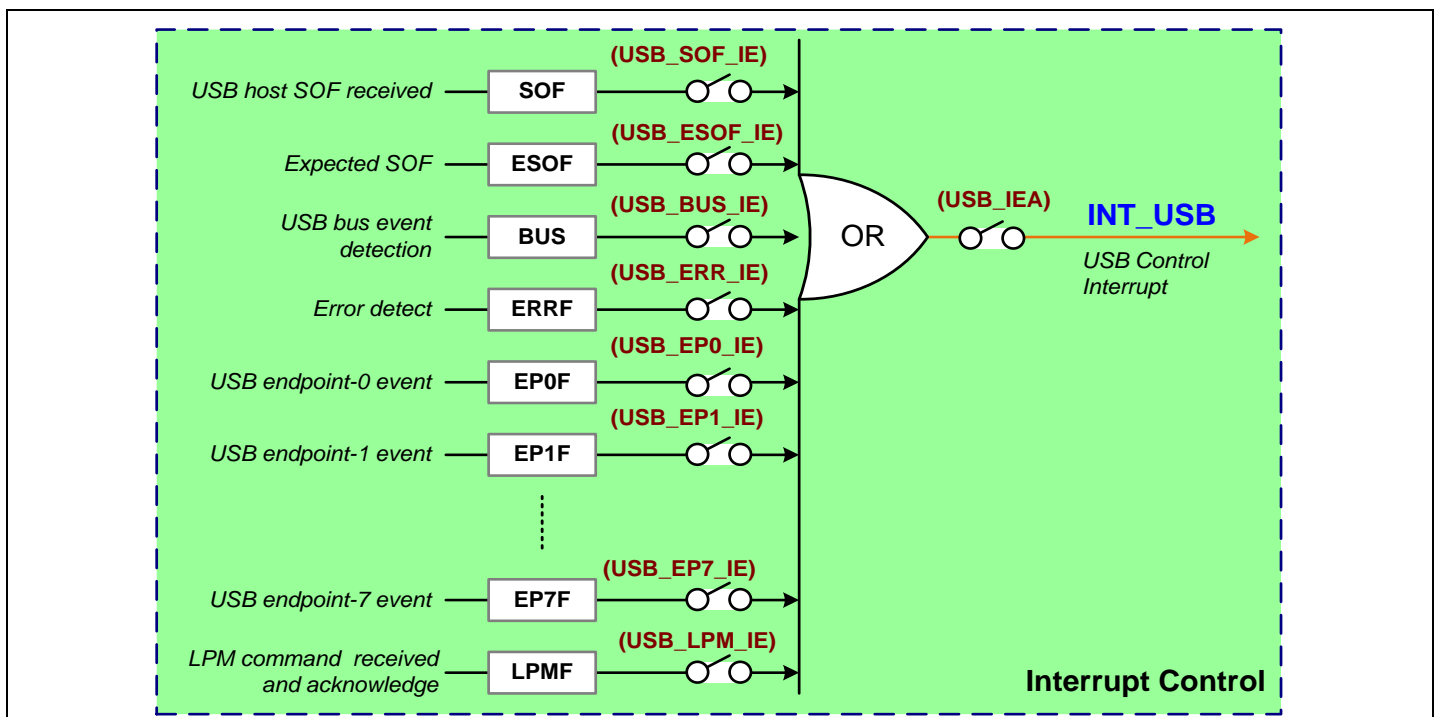 (USB_SOF_IE)
USB host SOF received
SOF
(USB_ESOF_IE)
Expected SOF
ESOF
(USB_BUS_IE)
USB bus event
detection
BUS
(USB_ERR_IE)
Error detect
ERRF
(USB_EP0_IE)
USB endpoint-0 event
EP0F
(USB_EP1_IE)
USB endpoint-1 event
EP1F
(USB_EP7_IE)
USB endpoint-7 event
EP7F
(USB_LPM_IE)
LPM command received
and acknowledge
LPMF
OR
(USB_IEA)
INT_USB
USB Control
Interrupt
Interrupt Control